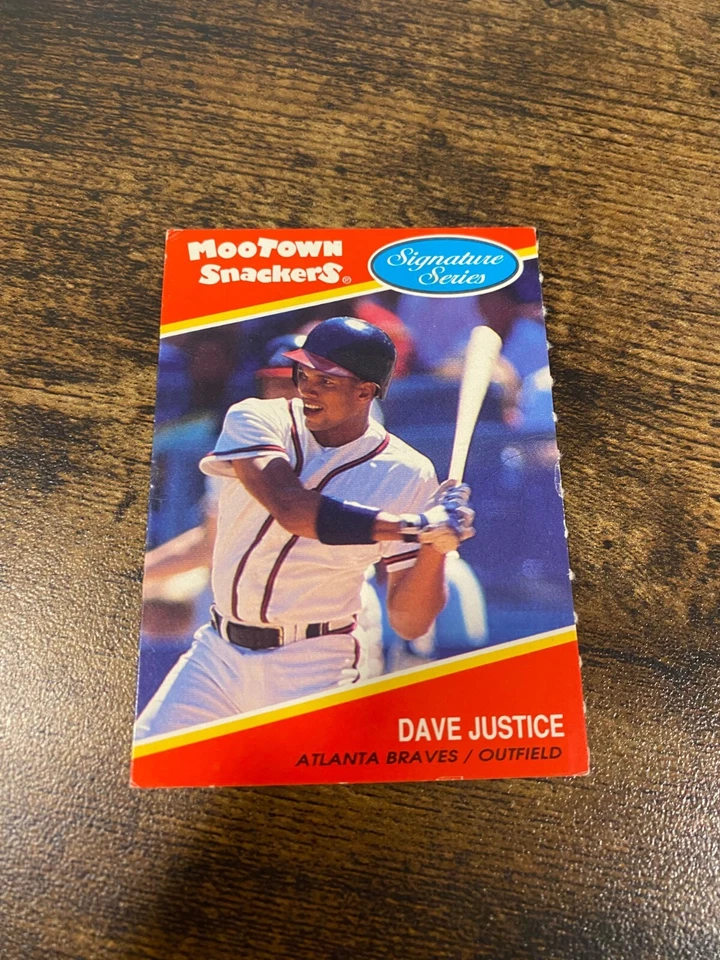 MooTown
SnackerS®
Signature
Series
DAVE JUSTICE
ATLANTA BRAVES / OUTFIELD